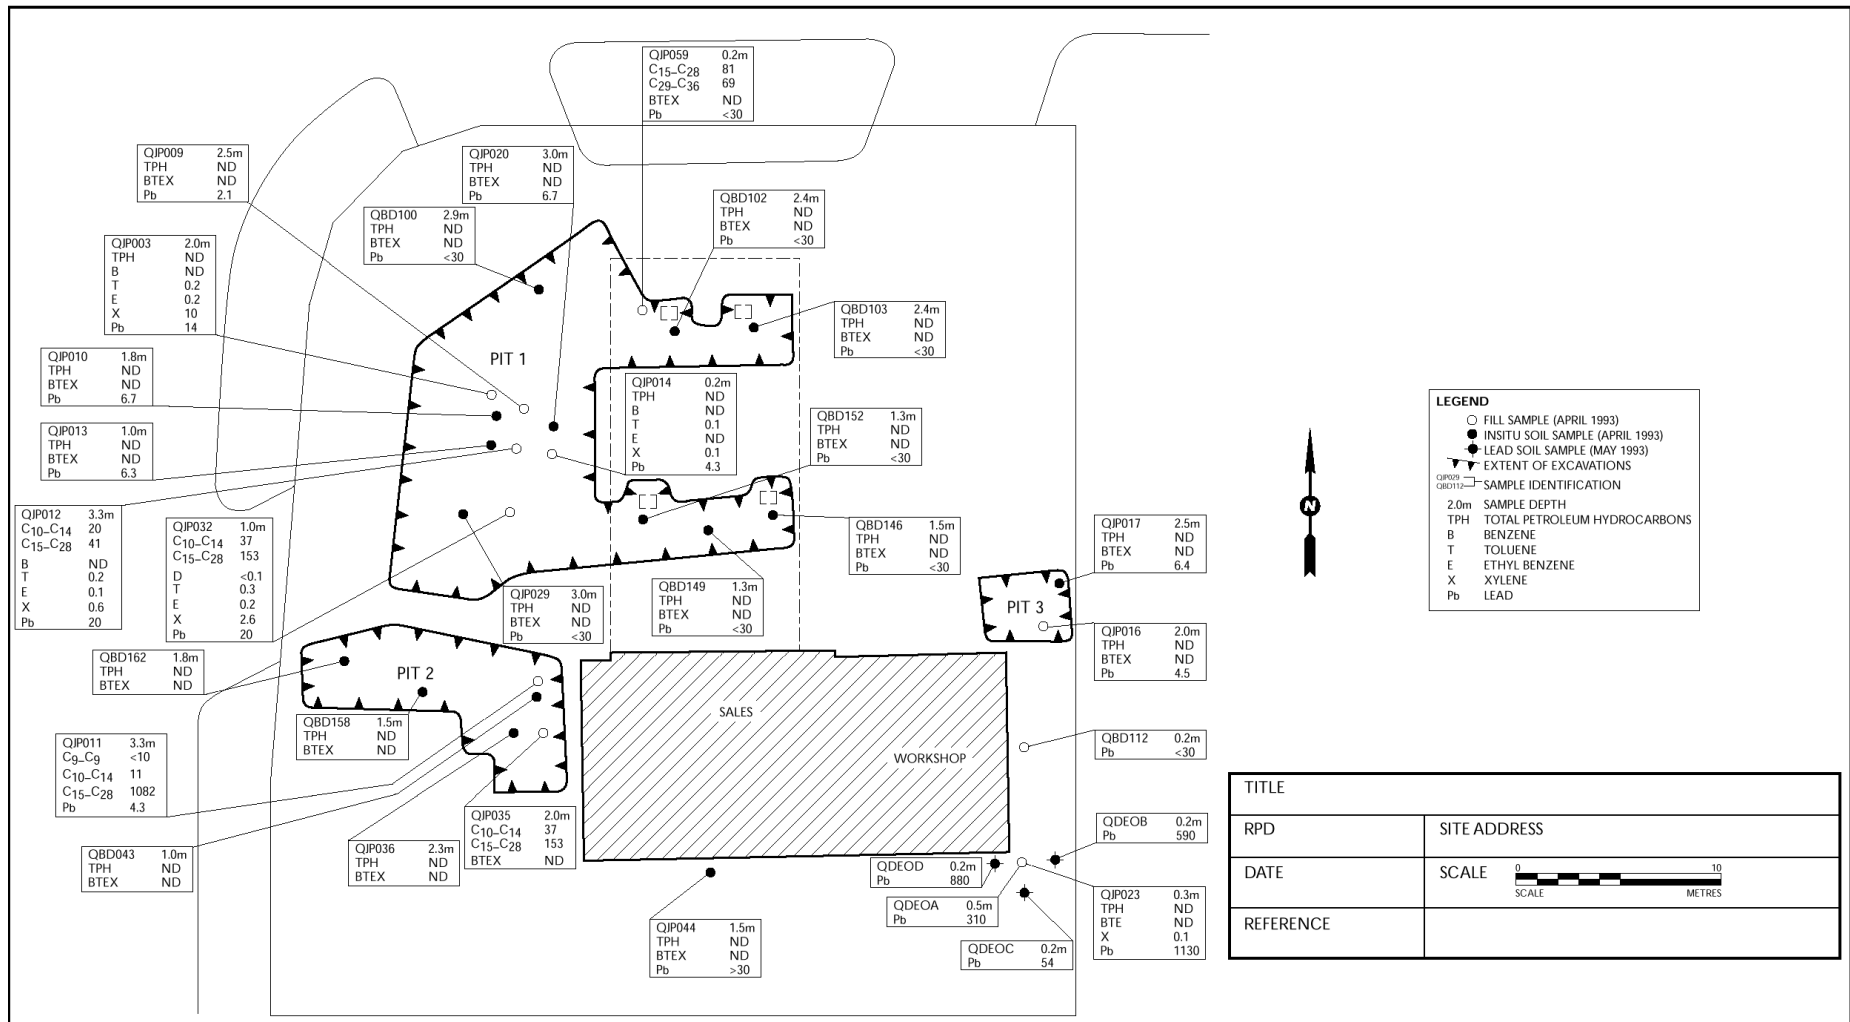 QJP059 0.2m
C15–C28 81
C29–C36 69
BTEX ND
Pb <30
QJP009 2.5m
TPH ND
BTEX ND
Pb 2.1
QJP020 3.0m
TPH ND
BTEX ND
Pb 6.7
QBD102 2.4m
TPH ND
BTEX ND
Pb <30
QBD100 2.9m
TPH ND
BTEX ND
Pb <30
QJP003 2.0m
TPH ND
B ND
T 0.2
E 0.2
X 10
Pb 14
QBD103 2.4m
TPH ND
BTEX ND
Pb <30
PIT 1
QJP010 1.8m
TPH ND
BTEX ND
Pb 6.7
QJP014 0.2m
TPH ND
B ND
T 0.1
E ND
X 0.1
Pb 4.3
QBD152 1.3m
TPH ND
BTEX ND
Pb <30
QJP013 1.0m
TPH ND
BTEX ND
Pb 6.3
QJP012 3.3m
C10–C14 20
C15–C28 41
B ND
T 0.2
E 0.1
X 0.6
Pb 20
QJP032 1.0m
C10–C14 37
C15–C28 153
D <0.1
T 0.3
E 0.2
X 2.6
Pb 20
QBD146 1.5m
TPH ND
BTEX ND
Pb <30
QJP017 2.5m
TPH ND
BTEX ND
Pb 6.4
QJP029 3.0m
TPH ND
BTEX ND
Pb <30
QBD149 1.3m
TPH ND
BTEX ND
Pb <30
PIT 3
QJP016 2.0m
TPH ND
BTEX ND
Pb 4.5
QBD162 1.8m
TPH ND
BTEX ND
PIT 2
QBD158 1.5m
TPH ND
BTEX ND
SALES
WORKSHOP
QBD112 0.2m
Pb <30
QJP011 3.3m
C9–C9 <10
C10–C14 11
C15–C28 1082
Pb 4.3
QJP035 2.0m
C10–C14 37
C15–C28 153
BTEX ND
QJP036 2.3m
TPH ND
BTEX ND
QBD043 1.0m
TPH ND
BTEX ND
QDEOB 0.2m
Pb 590
QDEOD 0.2m
Pb 880
QDEOA 0.5m
Pb 310
QJP023 0.3m
TPH ND
BTE ND
X 0.1
Pb 1130
QJP044 1.5m
TPH ND
BTEX ND
Pb >30
QDEOC 0.2m
Pb 54
N
LEGEND
FILL SAMPLE (APRIL 1993)
INSITU SOIL SAMPLE (APRIL 1993)
LEAD SOIL SAMPLE (MAY 1993)
EXTENT OF EXCAVATIONS
QJP029
QBD112
SAMPLE IDENTIFICATION
2.0m SAMPLE DEPTH
TPH TOTAL PETROLEUM HYDROCARBONS
B BENZENE
T TOLUENE
E ETHYL BENZENE
X XYLENE
Pb LEAD
TITLE
RPD SITE ADDRESS
DATE SCALE
0 10
SCALE METRES
REFERENCE